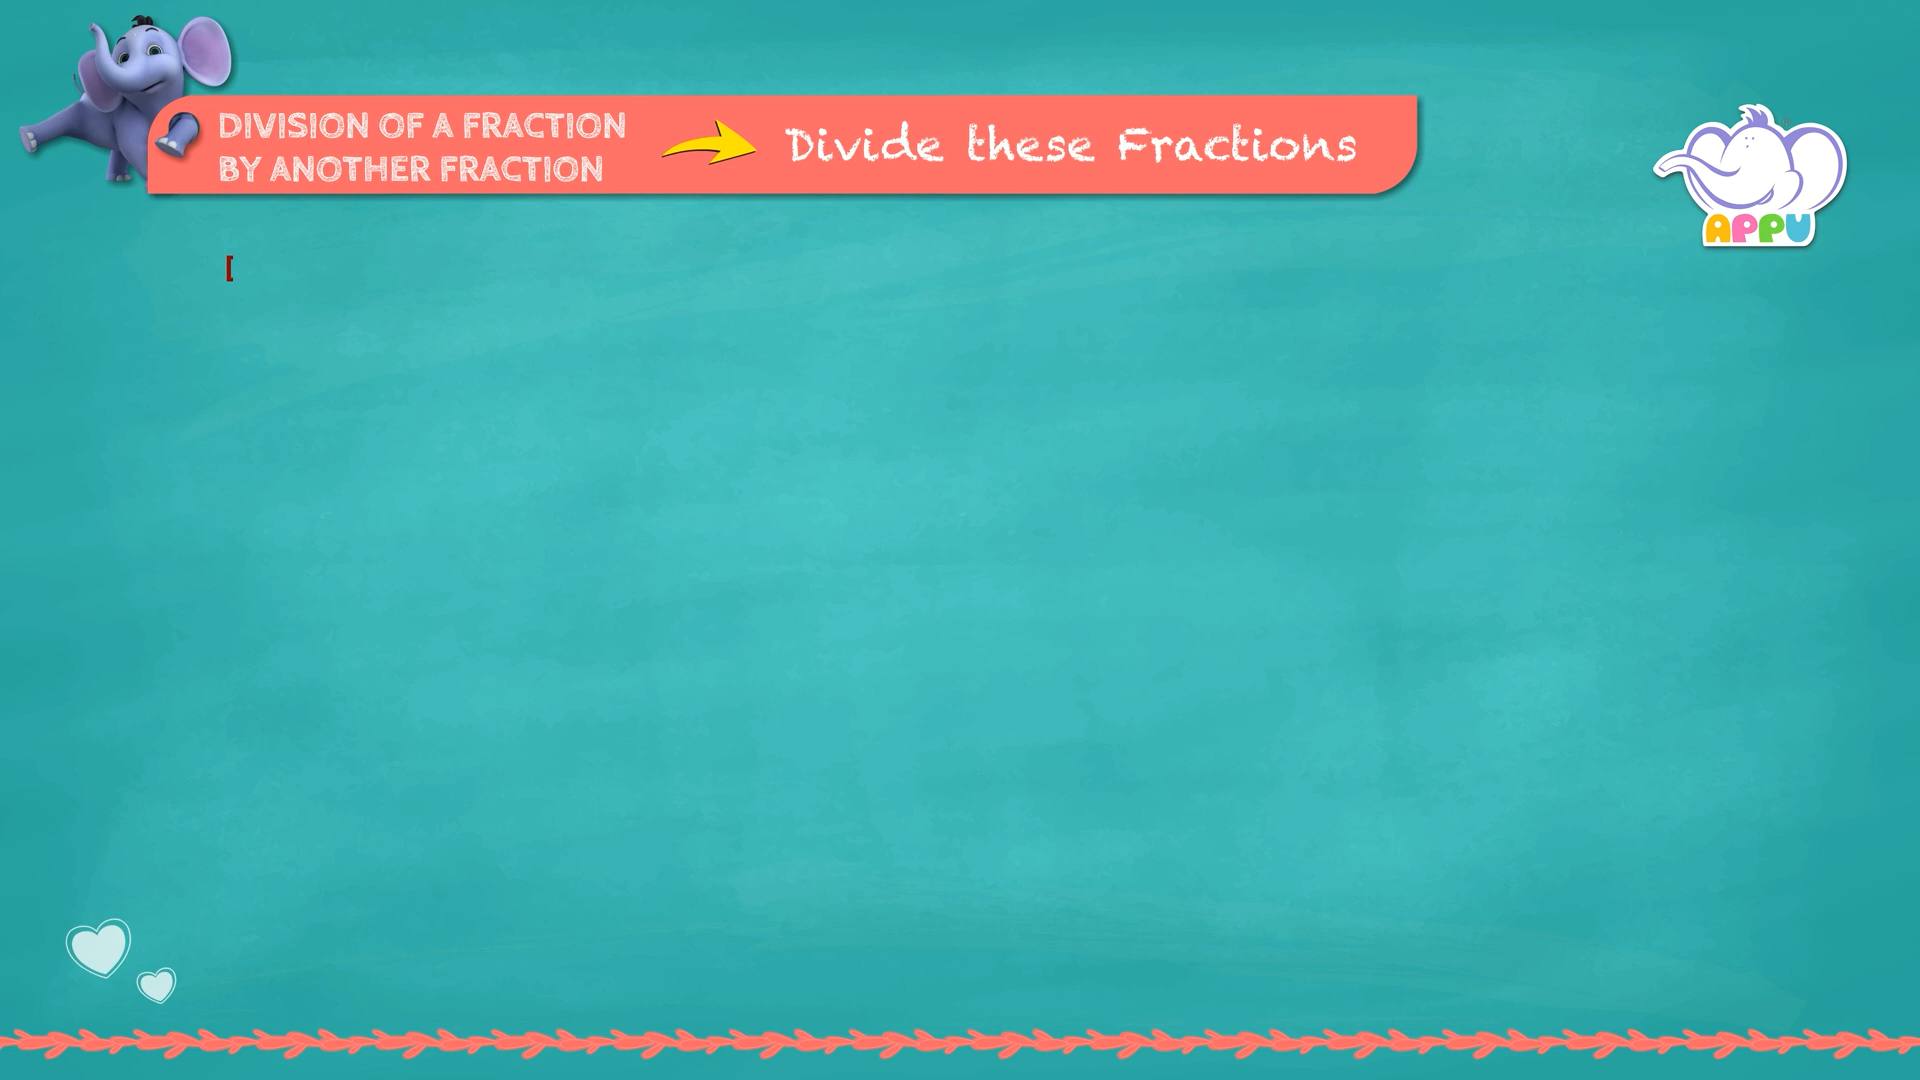 DIVISION OF A FRACTION
BY ANOTHER FRACTION
Divide these Fractions
APPU
[